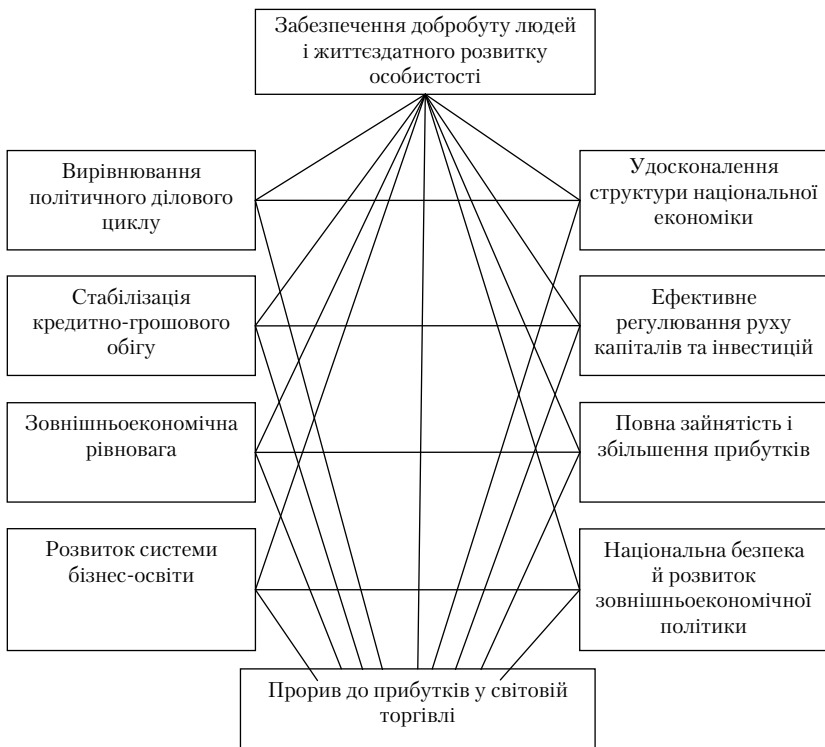 Забезпечення добробуту людей
і життєздатного розвитку
особистості
Вирівнювання
політичного ділового
циклу
Удосконалення
структури національної
економіки
Стабілізація
кредитно-грошового
обігу
Ефективне
регулювання руху
капіталів та інвестицій
Зовнішньоекономічна
рівновага
Повна зайнятість і
збільшення прибутків
Розвиток системи
бізнес-освіти
Національна безпека
й розвиток
зовнішньоекономічної
політики
Прорив до прибутків у світовій
торгівлі